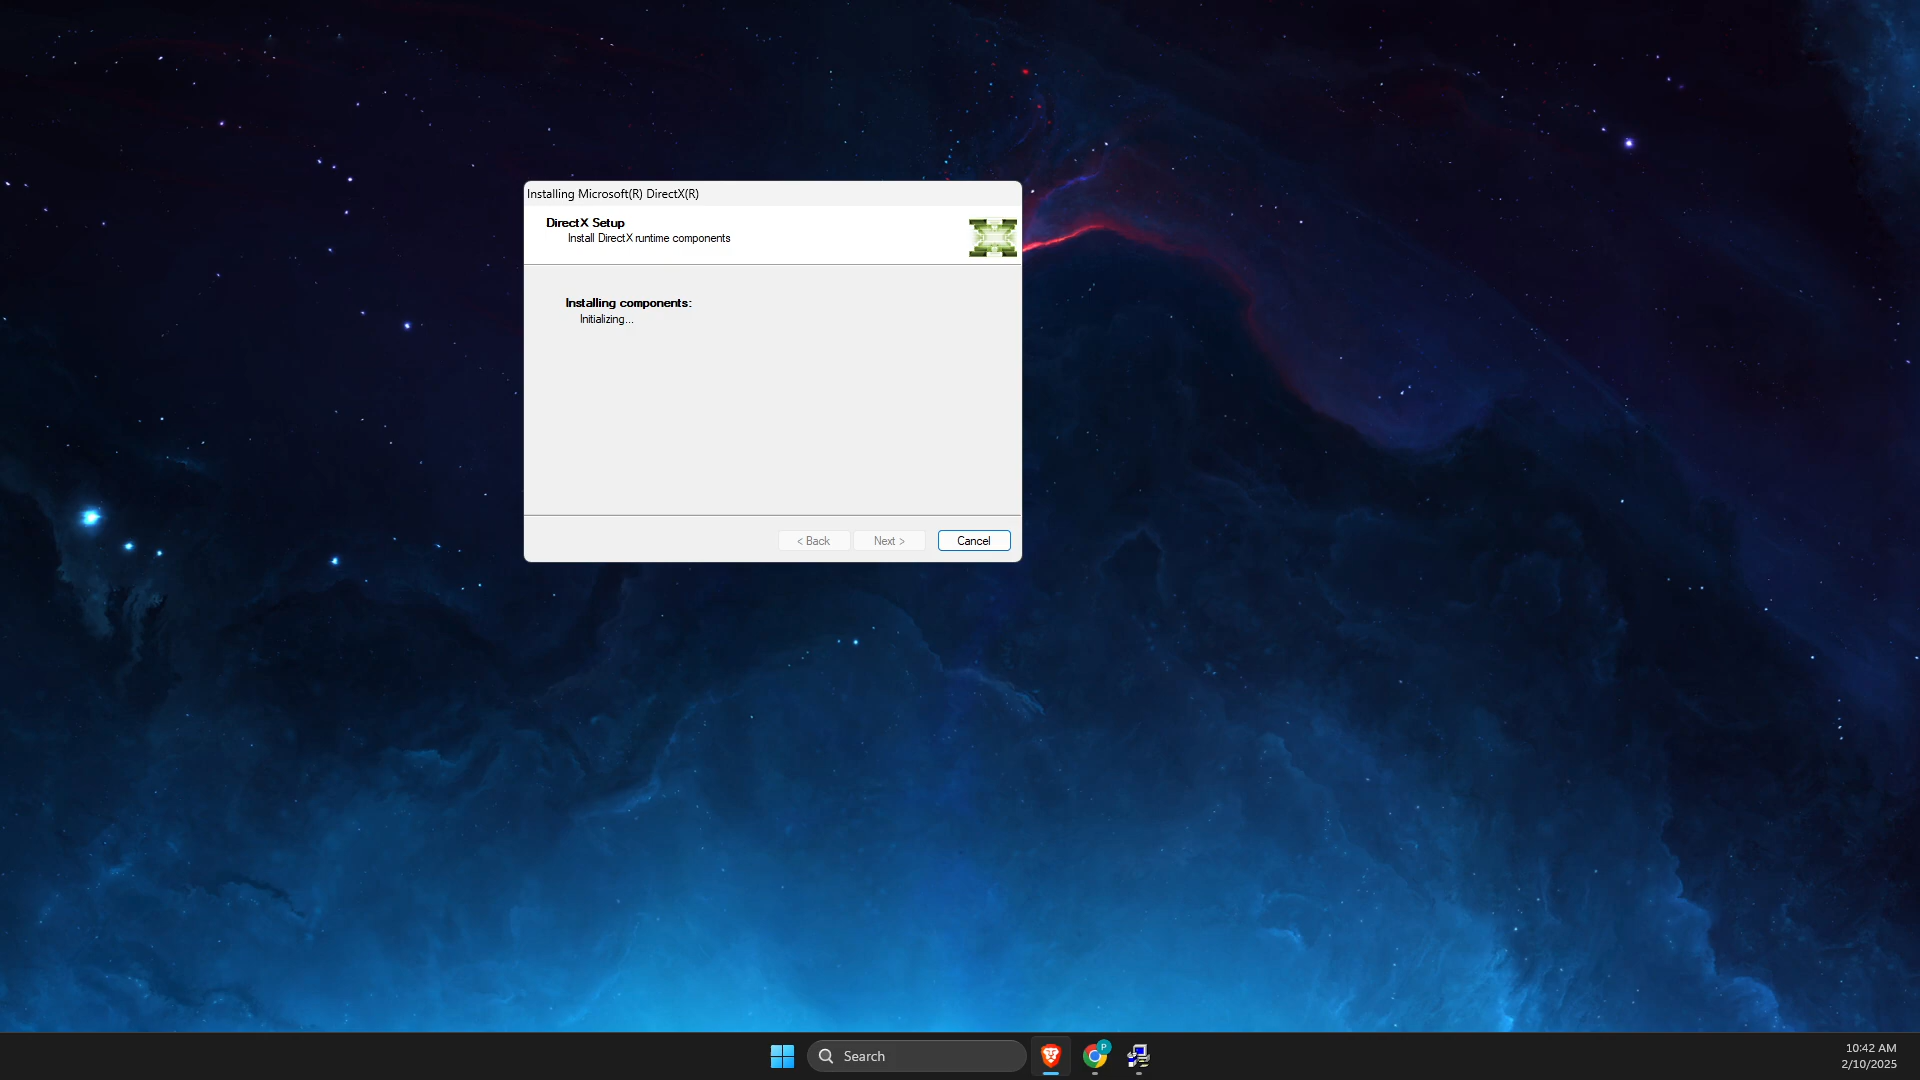 Installing Microsoft(R) DirectX(R)
DirectX Setup
Install DirectX runtime components
Installing components:
Initializing...
< Back
Next >
Cancel
Search
P
10:42 AM
2/10/2025